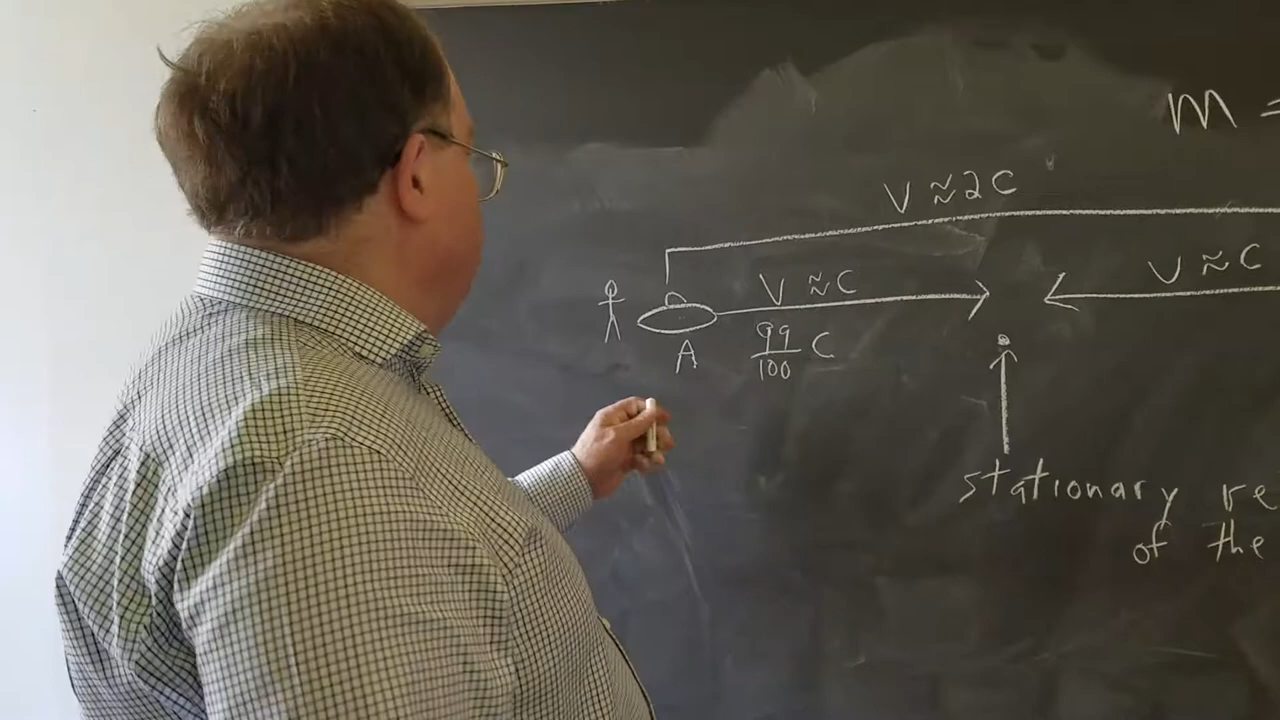 m =
V ≈ 2C
V ≈ C
V ≈ C
A
99/100 C
stationary re
of the